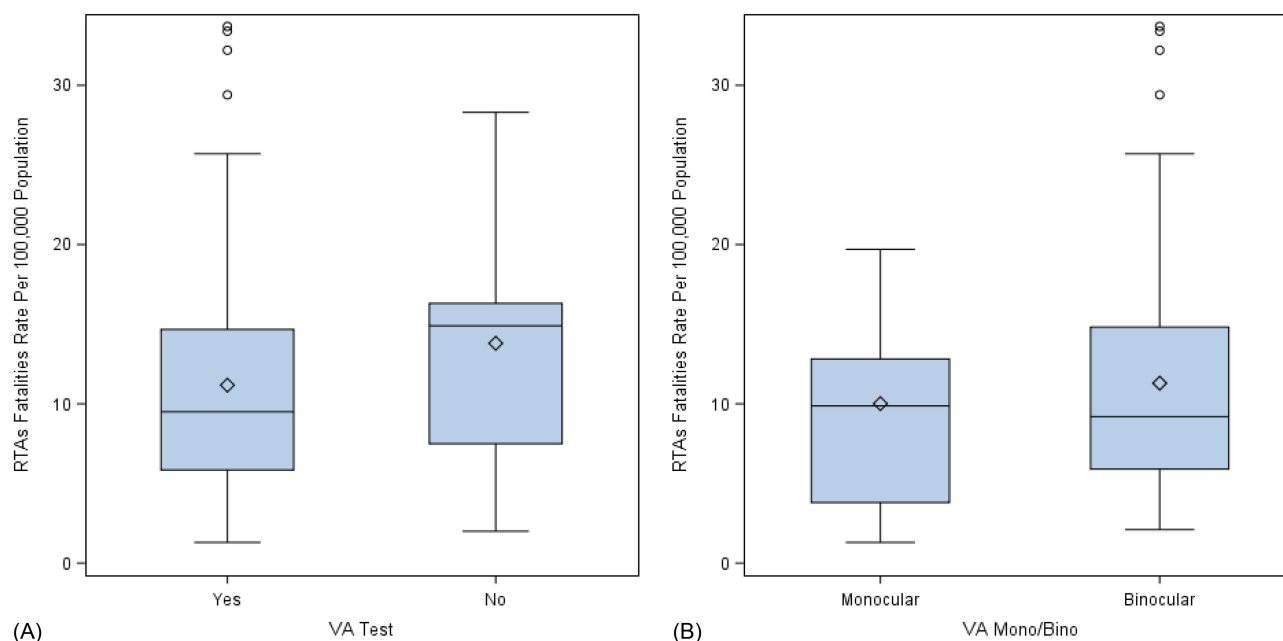 RTAs Fatalities Rate Per 100,000 Population
30
20
10
0
Yes
No
VA Test
(A)
RTAs Fatalities Rate Per 100,000 Population
30
20
10
0
Monocular
Binocular
VA Mono/Bino
(B)